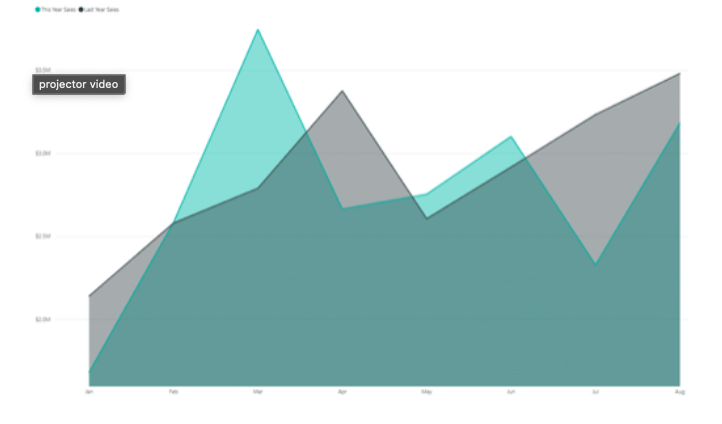 This Year Sales Last Year Sales
$3.5M
projector video
$3.0M
$2.5M
$2.0M
Jan Feb Mar Apr May Jun Jul Aug